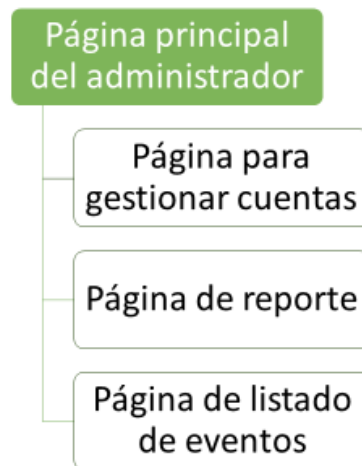 Página principal
del administrador
Página para
gestionar cuentas
Página de reporte
Página de listado
de eventos